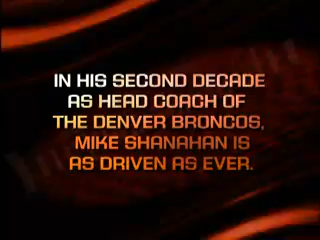 IN HIS SECOND DECADE
AS HEAD COACH OF
THE DENVER BRONCOS,
MIKE SHANAHAN IS
AS DRIVEN AS EVER.